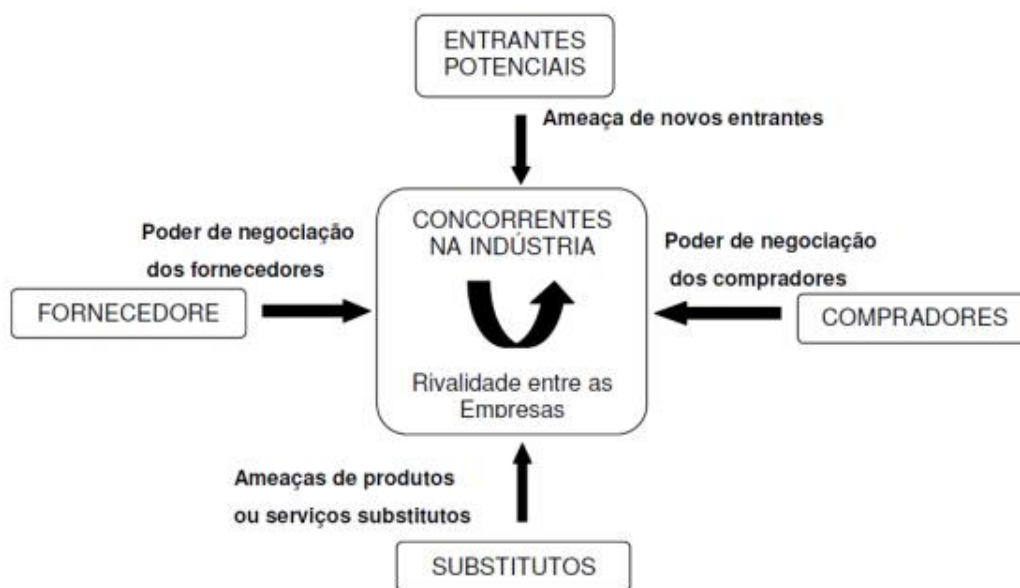 ENTRANTES
POTENCIAIS
Ameaça de novos entrantes
CONCORRENTES
NA INDÚSTRIA
Poder de negociação
dos fornecedores
Poder de negociação
dos compradores
FORNECEDORE
COMPRADORES
Rivalidade entre as
Empresas
Ameaças de produtos
ou serviços substitutos
SUBSTITUTOS